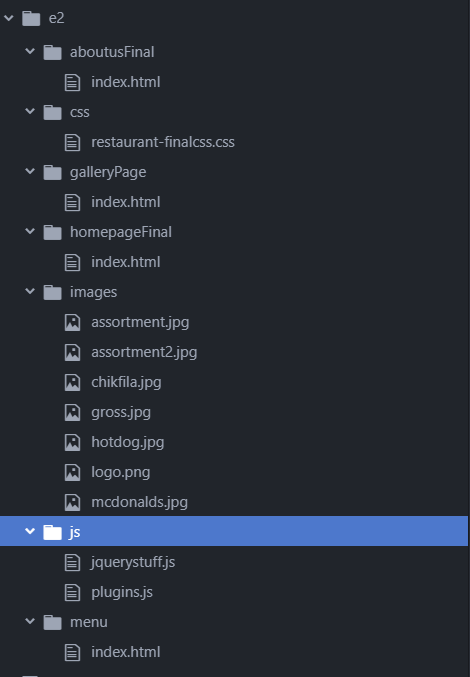 e2
aboutusFinal
index.html
css
restaurant-finalcss.css
galleryPage
index.html
homepageFinal
index.html
images
assortment.jpg
assortment2.jpg
chikfila.jpg
gross.jpg
hotdog.jpg
logo.png
mcdonalds.jpg
js
jquerystuff.js
plugins.js
menu
index.html